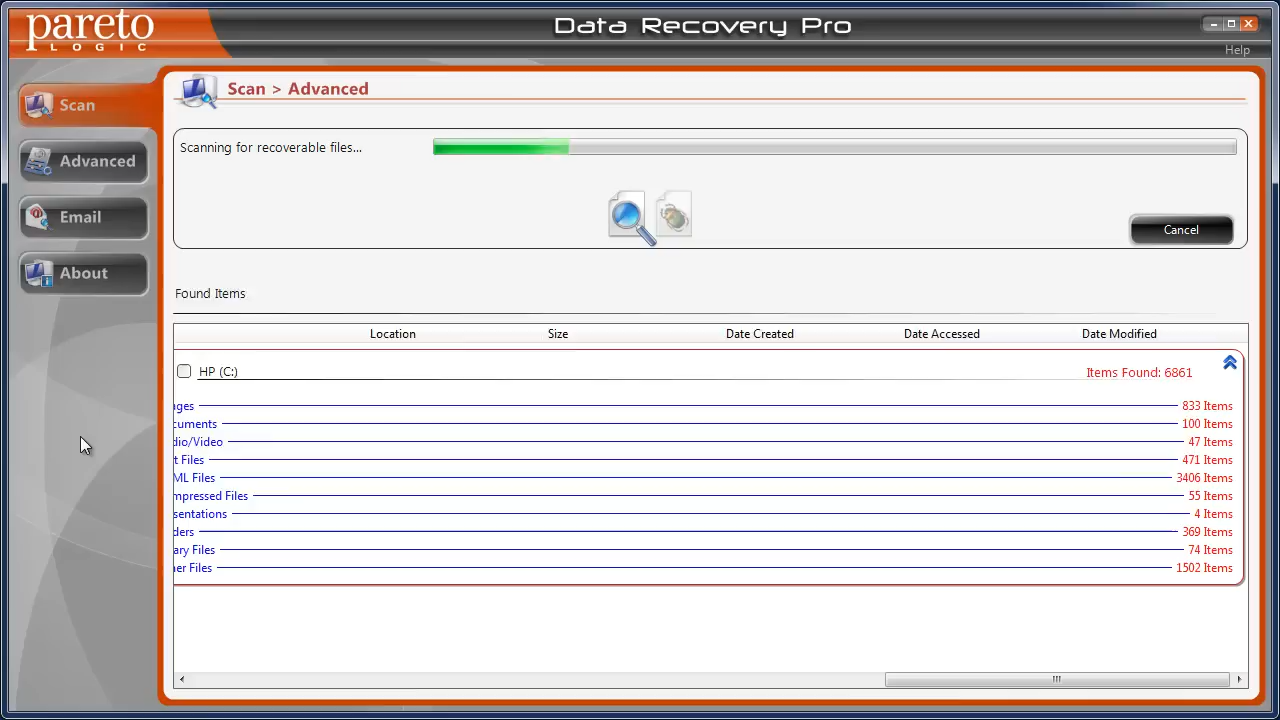 pareto
LOGIC
Data Recovery Pro
Help
Scan
Advanced
Email
About
Scan > Advanced
Scanning for recoverable files...
Cancel
Found Items
Location Size Date Created Date Accessed Date Modified
HP (C:) Items Found: 6861
ages 833 Items
cuments 100 Items
dio/Video 47 Items
t Files 471 Items
ML Files 3406 Items
mpressed Files 55 Items
sentations 4 Items
ders 369 Items
ary Files 74 Items
her Files 1502 Items